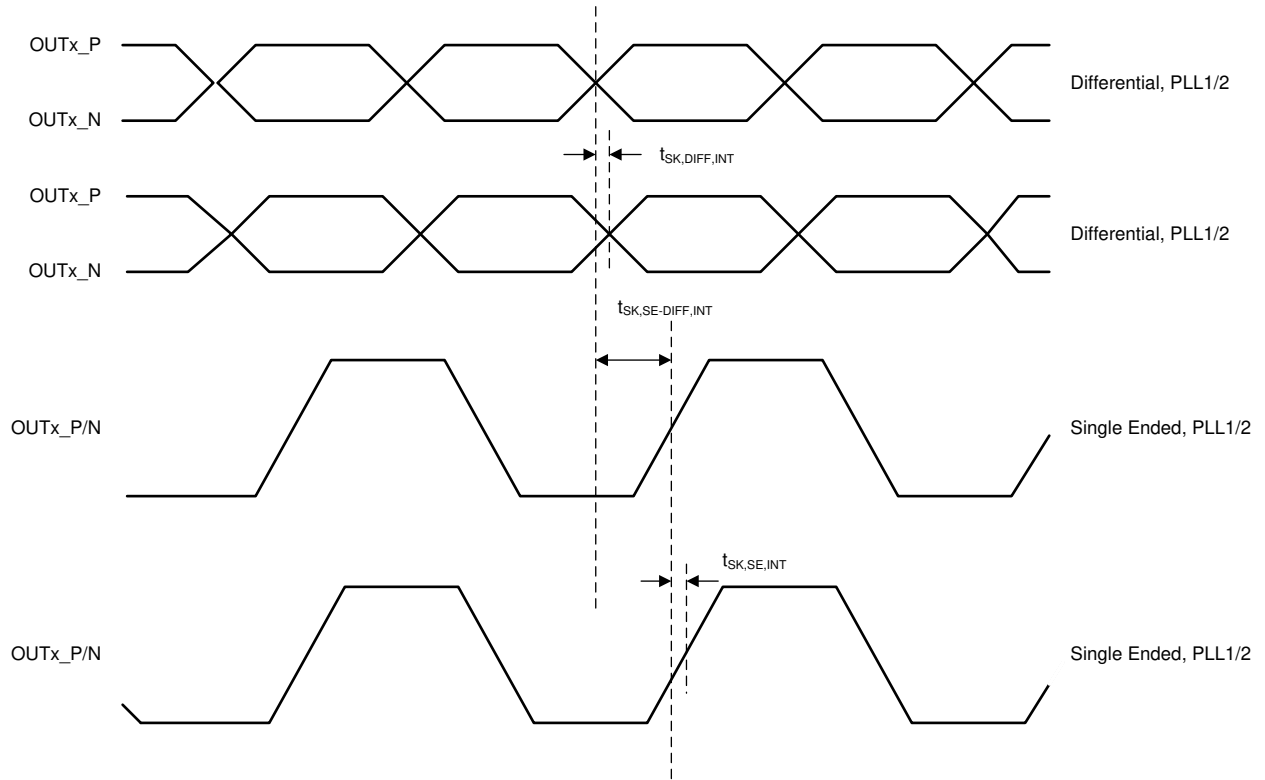 OUTx_P
Differential, PLL1/2
OUTx_N
tSK,DIFF,INT
OUTx_P
Differential, PLL1/2
OUTx_N
tSK,SE-DIFF,INT
OUTx_P/N
Single Ended, PLL1/2
tSK,SE,INT
OUTx_P/N
Single Ended, PLL1/2